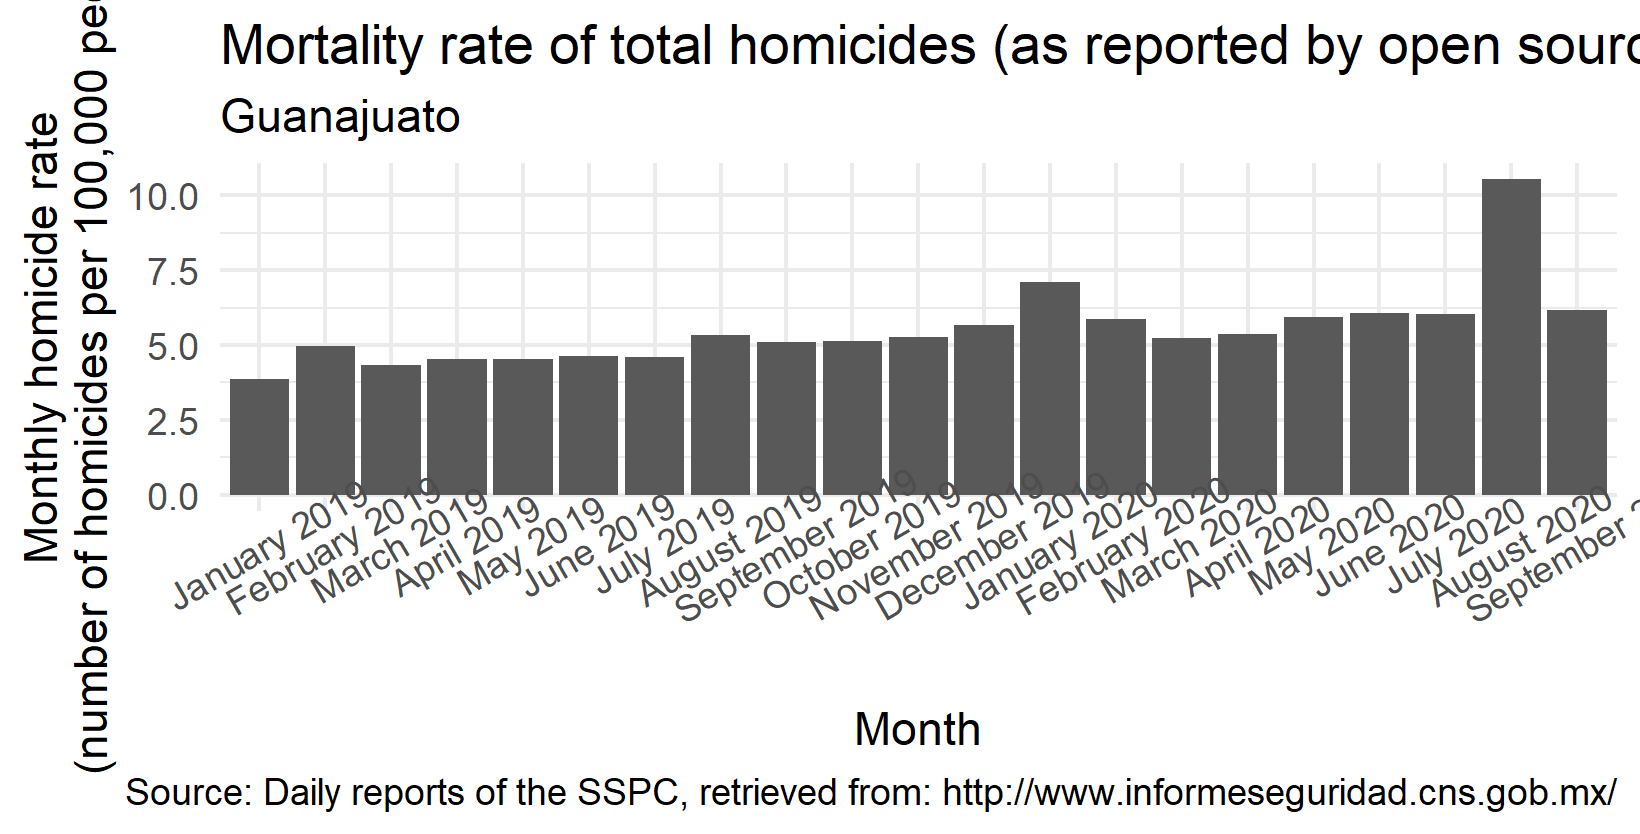 Mortality rate of total homicides (as reported by open sourc
Guanajuato
Monthly homicide rate
(number of homicides per 100,000 peo
10.0
7.5
5.0
2.5
0.0
January 2019
February 2019
March 2019
April 2019
May 2019
June 2019
July 2019
August 2019
September 2019
October 2019
November 2019
December 2019
January 2020
February 2020
March 2020
April 2020
May 2020
June 2020
July 2020
August 2020
September 2
Month
Source: Daily reports of the SSPC, retrieved from: http://www.informeseguridad.cns.gob.mx/